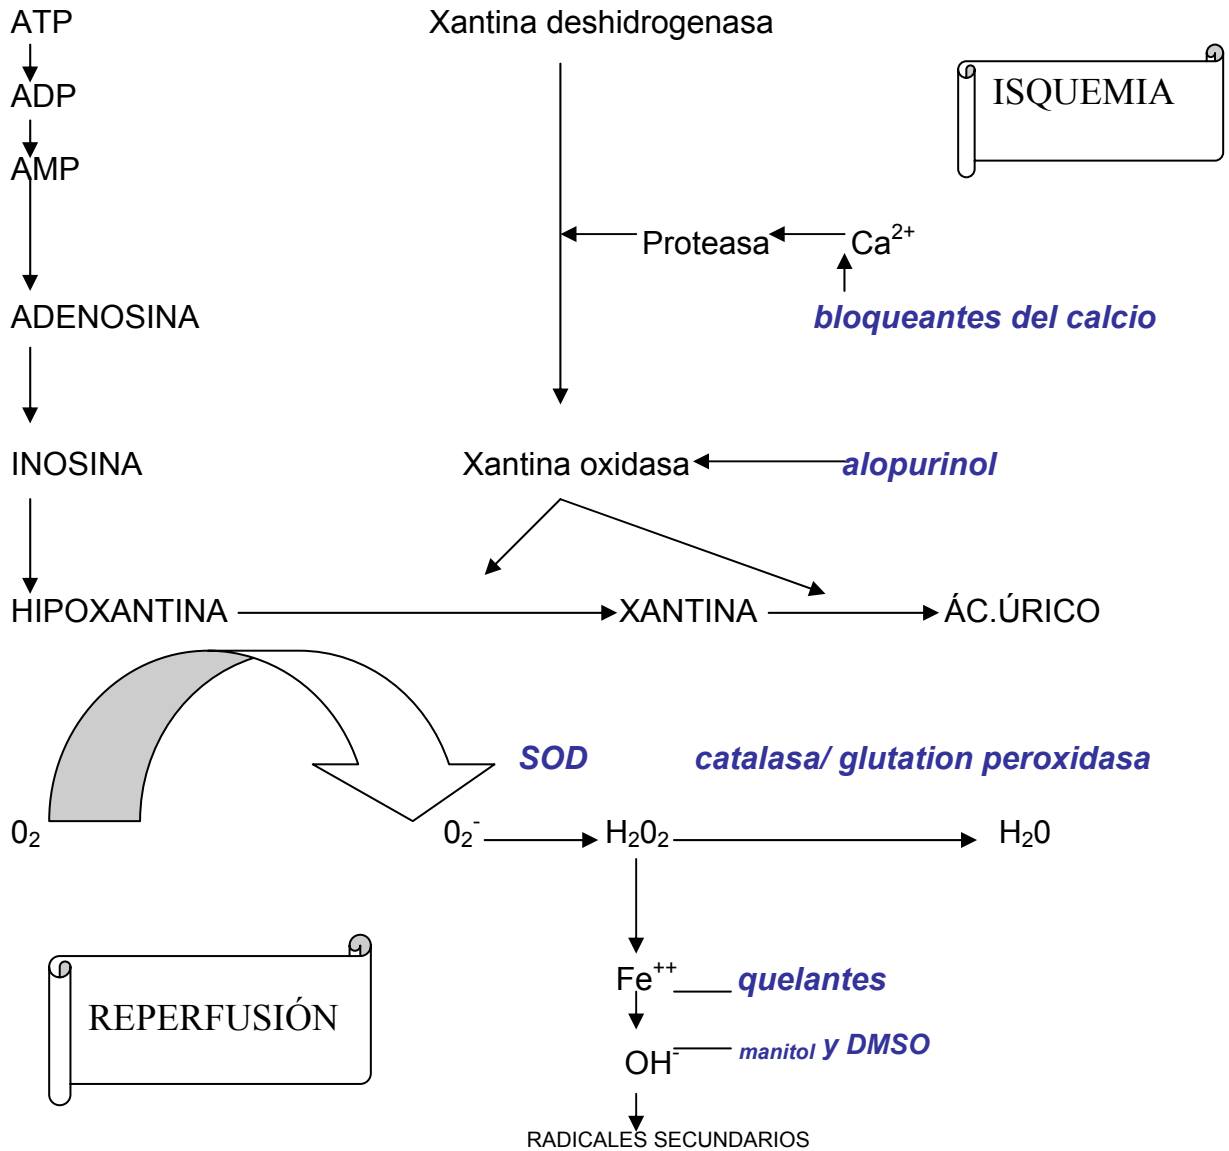 ATP Xantina deshidrogenasa
ADP ISQUEMIA
AMP
Proteasa Ca²⁺
ADENOSINA bloqueantes del calcio
INOSINA Xantina oxidasa alopurinol
HIPOXANTINA XANTINA ÁC.ÚRICO
SOD catalasa/ glutation peroxidasa
0₂ 0₂⁻ H₂0₂ H₂0
Fe⁺⁺ quelantes
REPERFUSIÓN
OH⁻ manitol y DMSO
RADICALES SECUNDARIOS